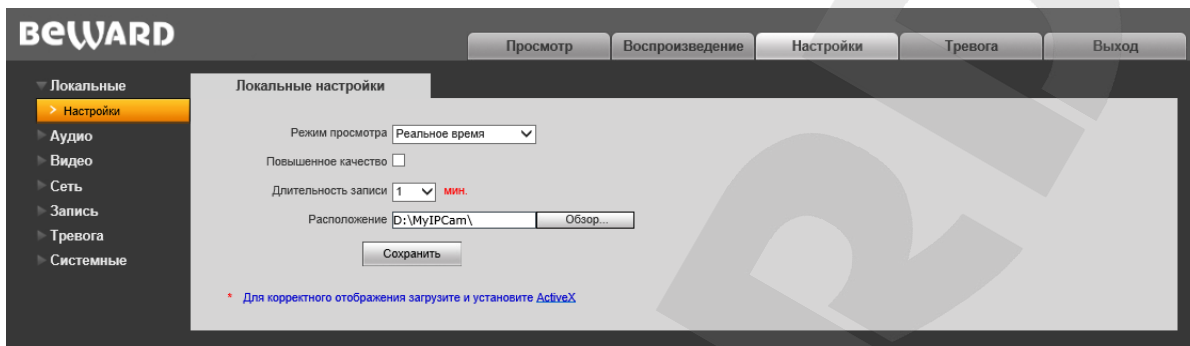 BEWARD
Просмотр Воспроизведение Настройки Тревога Выход
Локальные
> Настройки
Аудио
Видео
Сеть
Запись
Тревога
Системные
Локальные настройки
Режим просмотра Реальное время
Повышенное качество
Длительность записи 1 мин.
Расположение D:\MyIPCam\ Обзор...
Сохранить
* Для корректного отображения загрузите и установите ActiveX